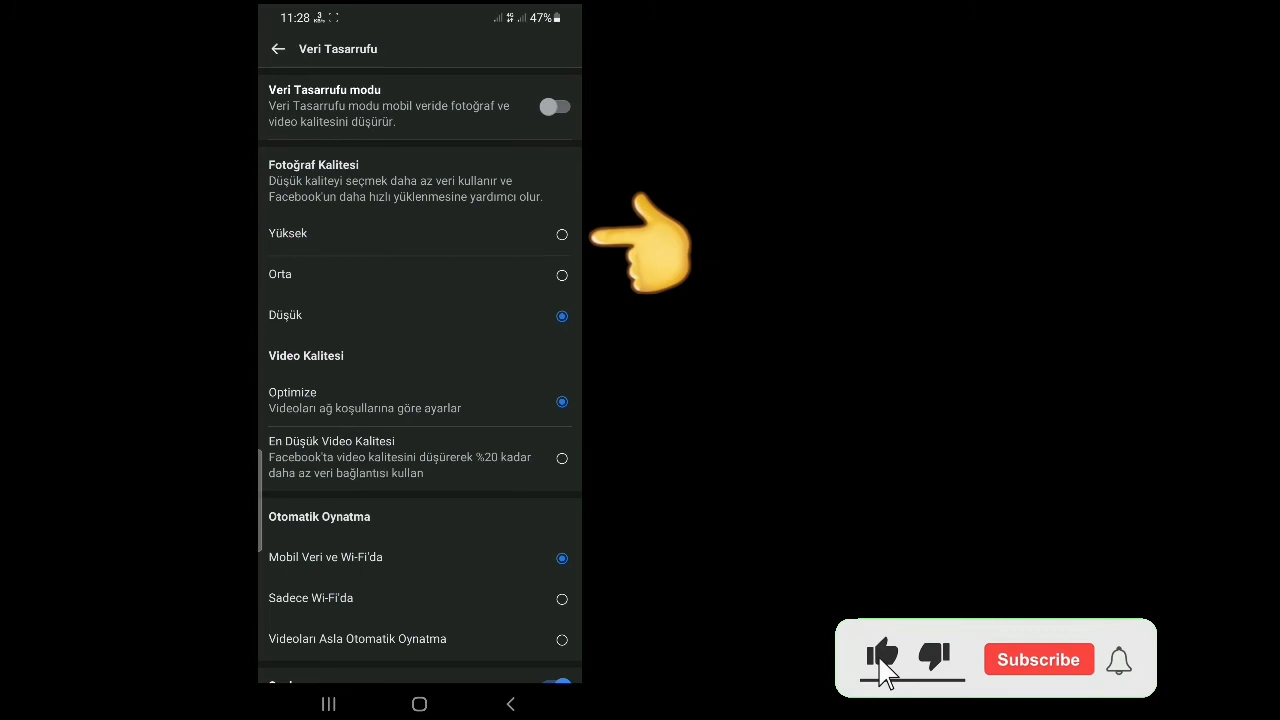 11:28
47%
Veri Tasarrufu
Veri Tasarrufu modu
Veri Tasarrufu modu mobil veride fotoğraf ve
video kalitesini düşürür.
Fotoğraf Kalitesi
Düşük kaliteyi seçmek daha az veri kullanır ve
Facebook'un daha hızlı yüklenmesine yardımcı olur.
Yüksek
Orta
Düşük
Video Kalitesi
Optimize
Videoları ağ koşullarına göre ayarlar
En Düşük Video Kalitesi
Facebook'ta video kalitesini düşürerek %20 kadar
daha az veri bağlantısı kullan
Otomatik Oynatma
Mobil Veri ve Wi-Fi'da
Sadece Wi-Fi'da
Videoları Asla Otomatik Oynatma
Subscribe